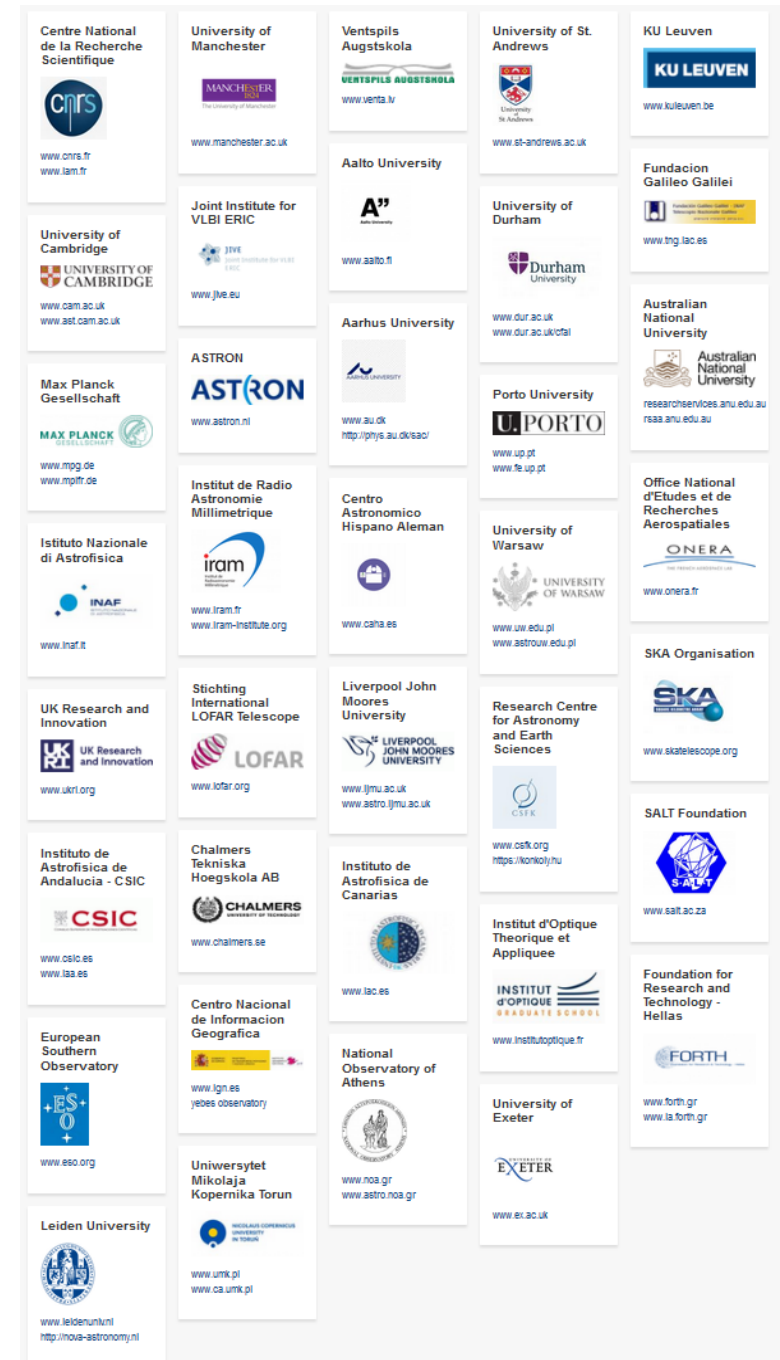 Centre National
de la Recherche
Scientifique
cnrs
www.cnrs.fr
www.lam.fr
University of
Cambridge
UNIVERSITY OF
CAMBRIDGE
www.cam.ac.uk
www.ast.cam.ac.uk
Max Planck
Gesellschaft
MAX PLANCK
GESELLSCHAFT
www.mpg.de
www.mpifr.de
Istituto Nazionale
di Astrofisica
INAF
www.inaf.it
UK Research and
Innovation
UK
RI
UK Research
and Innovation
www.ukri.org
Instituto de
Astrofisica de
Andalucia - CSIC
CSIC
www.csic.es
www.iaa.es
European
Southern
Observatory
ES
O
www.eso.org
Leiden University
www.leidenuniv.nl
http://nova-astronomy.nl
University of
Manchester
MANCHESTER
1824
The University of Manchester
www.manchester.ac.uk
Joint Institute for
VLBI ERIC
JIVE
Joint Institute for VLBI
ERIC
www.jive.eu
ASTRON
ASTRON
www.astron.nl
Institut de Radio
Astronomie
Millimetrique
iram
Institut de
Radioastronomie
Millimétrique
www.iram.fr
www.iram-institute.org
Stichting
International
LOFAR Telescope
LOFAR
www.lofar.org
Chalmers
Tekniska
Hoegskola AB
CHALMERS
UNIVERSITY OF TECHNOLOGY
www.chalmers.se
Centro Nacional
de Informacion
Geografica
www.ign.es
yebes observatory
Uniwersytet
Mikolaja
Kopernika Torun
NICOLAUS COPERNICUS
UNIVERSITY
IN TORUŃ
www.umk.pl
www.ca.umk.pl
Ventspils
Augstskola
VENTSPILS AUGSTSKOLA
www.venta.lv
Aalto University
A”
Aalto University
www.aalto.fi
Aarhus University
AARHUS UNIVERSITY
www.au.dk
http://phys.au.dk/sac/
Centro
Astronomico
Hispano Aleman
www.caha.es
Liverpool John
Moores
University
LIVERPOOL
JOHN MOORES
UNIVERSITY
www.ljmu.ac.uk
www.astro.ljmu.ac.uk
Instituto de
Astrofisica de
Canarias
www.iac.es
National
Observatory of
Athens
www.noa.gr
www.astro.noa.gr
University of St.
Andrews
University
of
St Andrews
www.st-andrews.ac.uk
University of
Durham
Durham
University
www.dur.ac.uk
www.dur.ac.uk/cfai
Porto University
U. PORTO
www.up.pt
www.fe.up.pt
University of
Warsaw
UNIVERSITY
OF WARSAW
www.uw.edu.pl
www.astrouw.edu.pl
Research Centre
for Astronomy
and Earth
Sciences
CSFK
www.csfk.org
https://konkoly.hu
Institut d'Optique
Theorique et
Appliquee
INSTITUT
d'OPTIQUE
GRADUATE SCHOOL
www.institutoptique.fr
University of
Exeter
UNIVERSITY OF
EXETER
www.ex.ac.uk
KU Leuven
KU LEUVEN
www.kuleuven.be
Fundacion
Galileo Galilei
Fundación Galileo Galilei - INAF
Telescopio Nazionale Galileo
www.tng.iac.es
Australian
National
University
Australian
National
University
researchservices.anu.edu.au
rsaa.anu.edu.au
Office National
d'Etudes et de
Recherches
Aerospatiales
ONERA
THE FRENCH AEROSPACE LAB
www.onera.fr
SKA Organisation
SKA
www.skatelescope.org
SALT Foundation
S·A·L·T
www.salt.ac.za
Foundation for
Research and
Technology -
Hellas
FORTH
www.forth.gr
www.ia.forth.gr